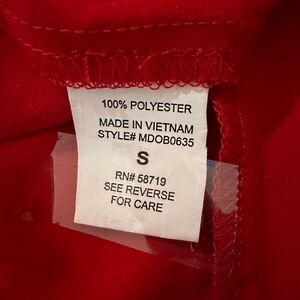 100% POLYESTER
MADE IN VIETNAM
STYLE# MDOB0635
S
RN# 58719
SEE REVERSE
FOR CARE